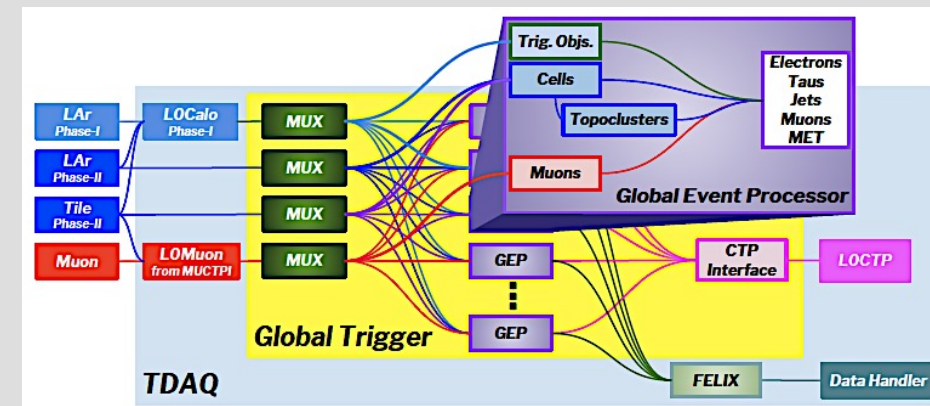 Trig. Objs.
Cells
Topoclusters
Muons
Electrons
Taus
Jets
Muons
MET
Global Event Processor
LAr
Phase-I
L0Calo
Phase-I
MUX
LAr
Phase-II
MUX
Tile
Phase-II
MUX
Muon
L0Muon
from MUCTPI
MUX
GEP
CTP
Interface
L0CTP
GEP
Global Trigger
TDAQ
FELIX
Data Handler